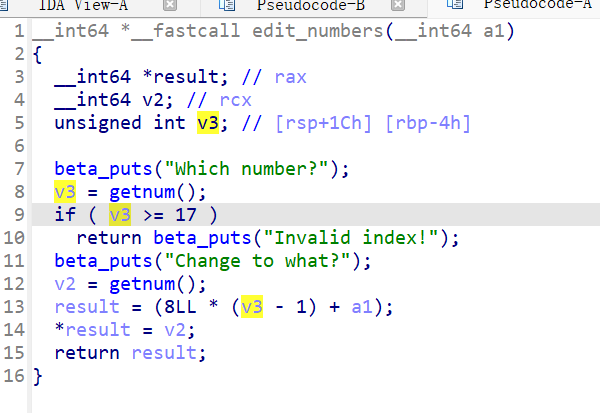 IDA View-A Pseudocode-B Pseudocode-A
1 __int64 *__fastcall edit_numbers(__int64 a1)
2 {
3 __int64 *result; // rax
4 __int64 v2; // rcx
5 unsigned int v3; // [rsp+1Ch] [rbp-4h]
6
7 beta_puts("Which number?");
8 v3 = getnum();
9 if ( v3 >= 17 )
10 return beta_puts("Invalid index!");
11 beta_puts("Change to what?");
12 v2 = getnum();
13 result = (8LL * (v3 - 1) + a1);
14 *result = v2;
15 return result;
16 }